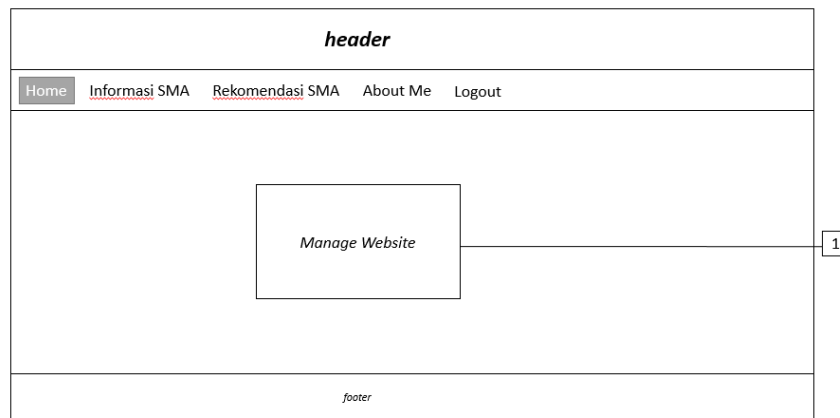 header
Home Informasi SMA Rekomendasi SMA About Me Logout
Manage Website
1
footer